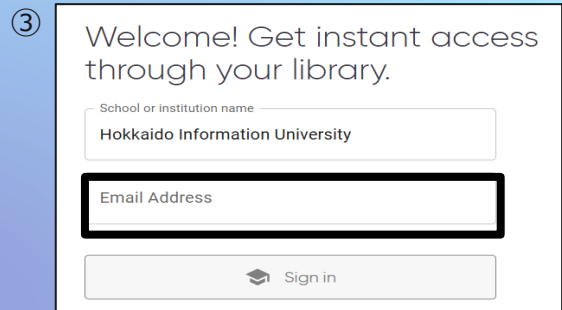 ③
Welcome! Get instant access
through your library.
School or institution name
Hokkaido Information University
Email Address
Sign in